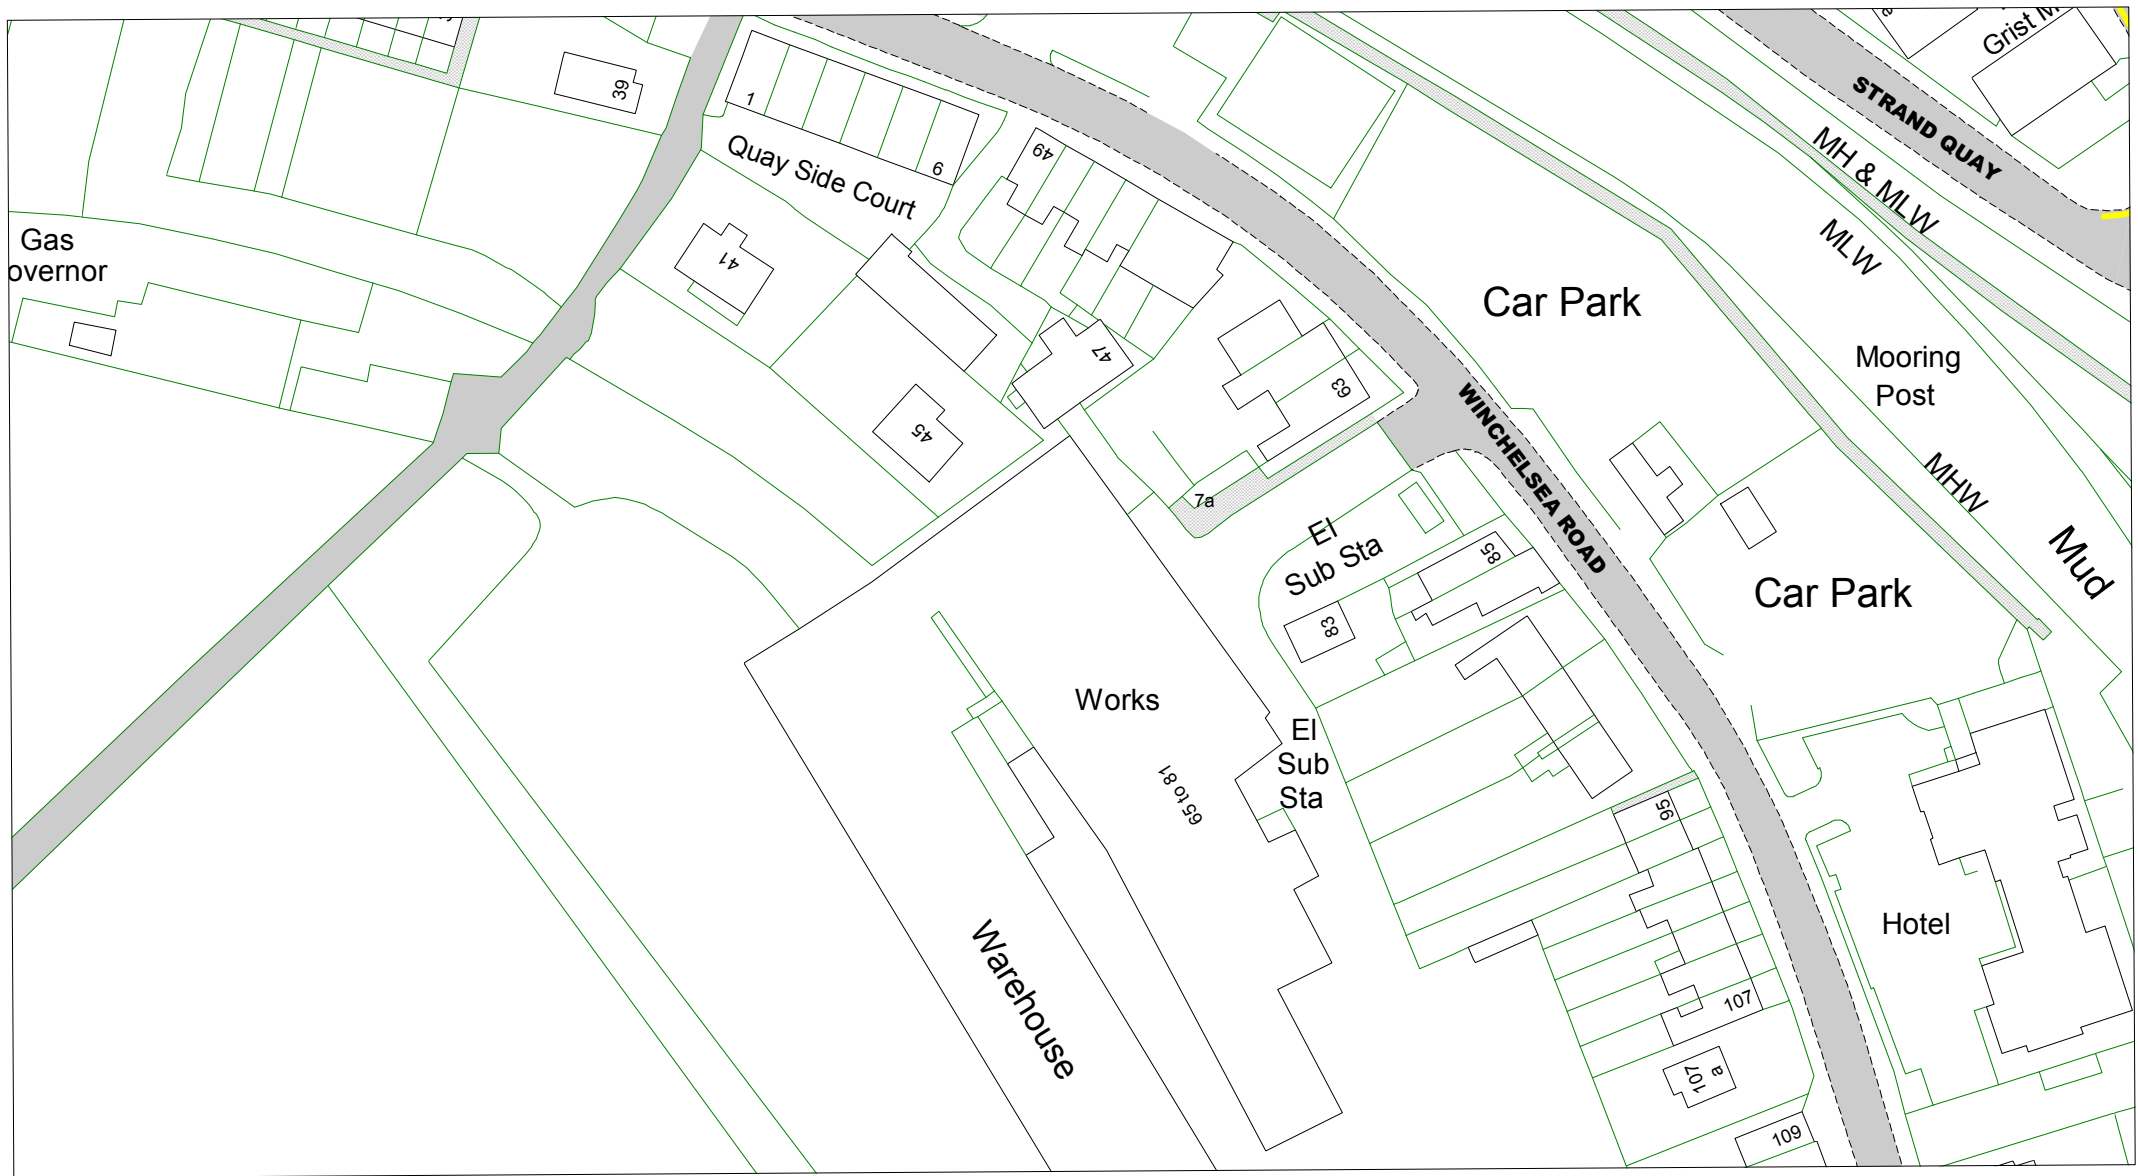 Grist M
STRAND QUAY
39
1
6
Quay Side Court
49
MH & MLW
MLW
Gas
overnor
41
Car Park
47
63
Mooring
Post
WINCHELSEA ROAD
45
MHW
7a
El
Sub Sta
85
Mud
83
Car Park
Works
El
Sub
Sta
65 to 81
95
Hotel
Warehouse
107
107
a
109